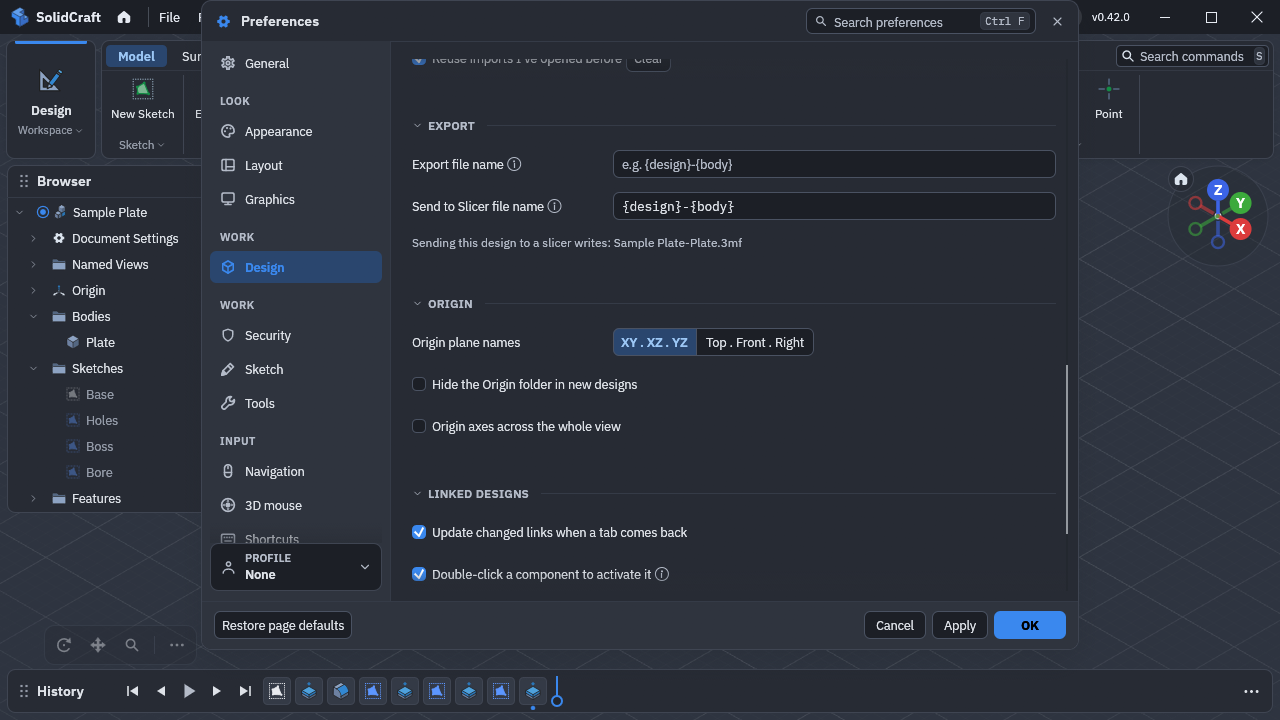 SolidCraft
File
v0.42.0
Preferences
Search preferences
Ctrl F
Model
Search commands
S
Design
Workspace
New Sketch
Sketch
Point
General
LOOK
Appearance
Layout
Graphics
WORK
Design
WORK
Security
Sketch
Tools
INPUT
Navigation
3D mouse
Shortcuts
PROFILE
None
Reuse imports I've opened before
Clear
EXPORT
Export file name
e.g. {design}-{body}
Send to Slicer file name
{design}-{body}
Sending this design to a slicer writes: Sample Plate-Plate.3mf
ORIGIN
Origin plane names
XY . XZ . YZ
Top . Front . Right
Hide the Origin folder in new designs
Origin axes across the whole view
LINKED DESIGNS
Update changed links when a tab comes back
Double-click a component to activate it
Restore page defaults
Cancel
Apply
OK
Browser
Sample Plate
Document Settings
Named Views
Origin
Bodies
Plate
Sketches
Base
Holes
Boss
Bore
Features
Z
Y
X
History